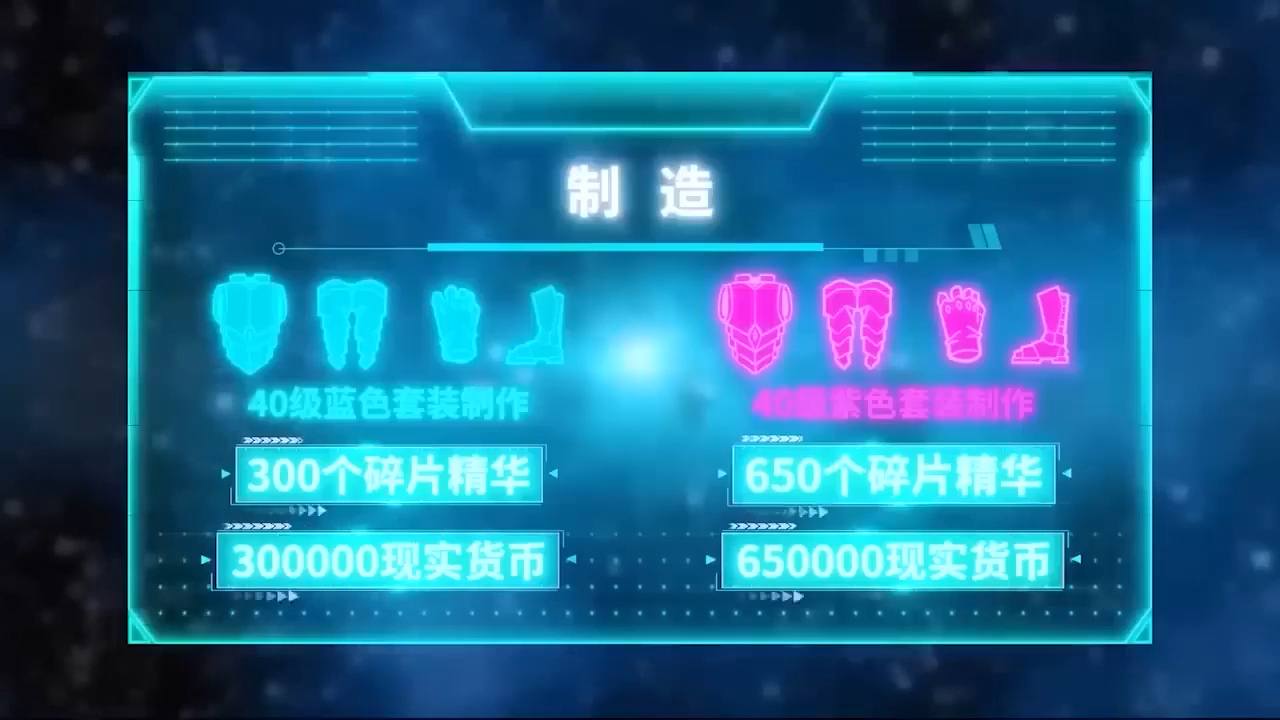 制 造
40级蓝色套装制作
40级紫色套装制作
300个碎片精华
650个碎片精华
300000现实货币
650000现实货币